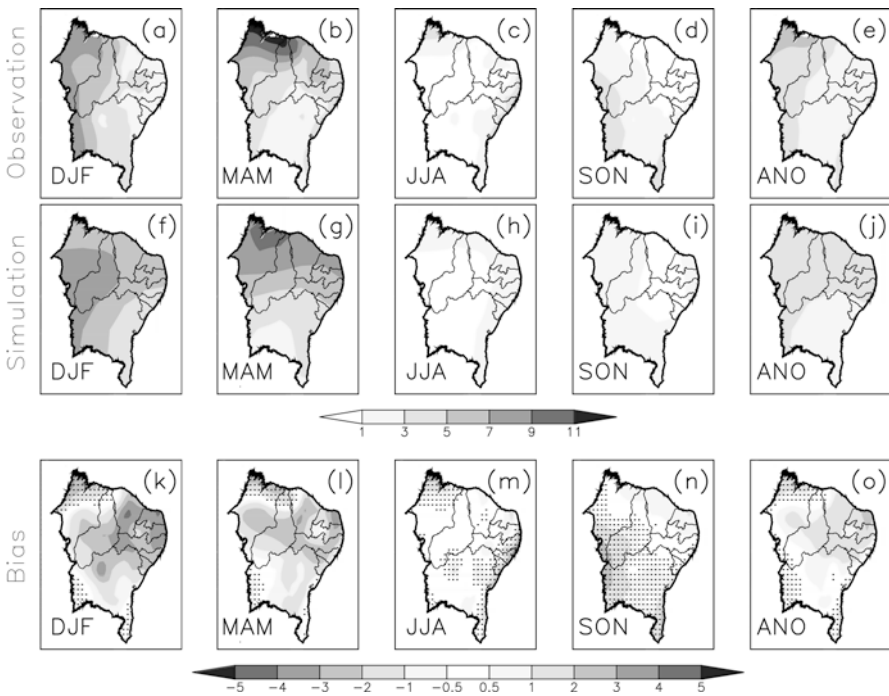 Observation
(a) (b) (c) (d) (e)
DJF MAM JJA SON ANO
Simulation
(f) (g) (h) (i) (j)
DJF MAM JJA SON ANO
1 3 5 7 9 11
Bias
(k) (l) (m) (n) (o)
DJF MAM JJA SON ANO
-5 -4 -3 -2 -1 -0.5 0.5 1 2 3 4 5